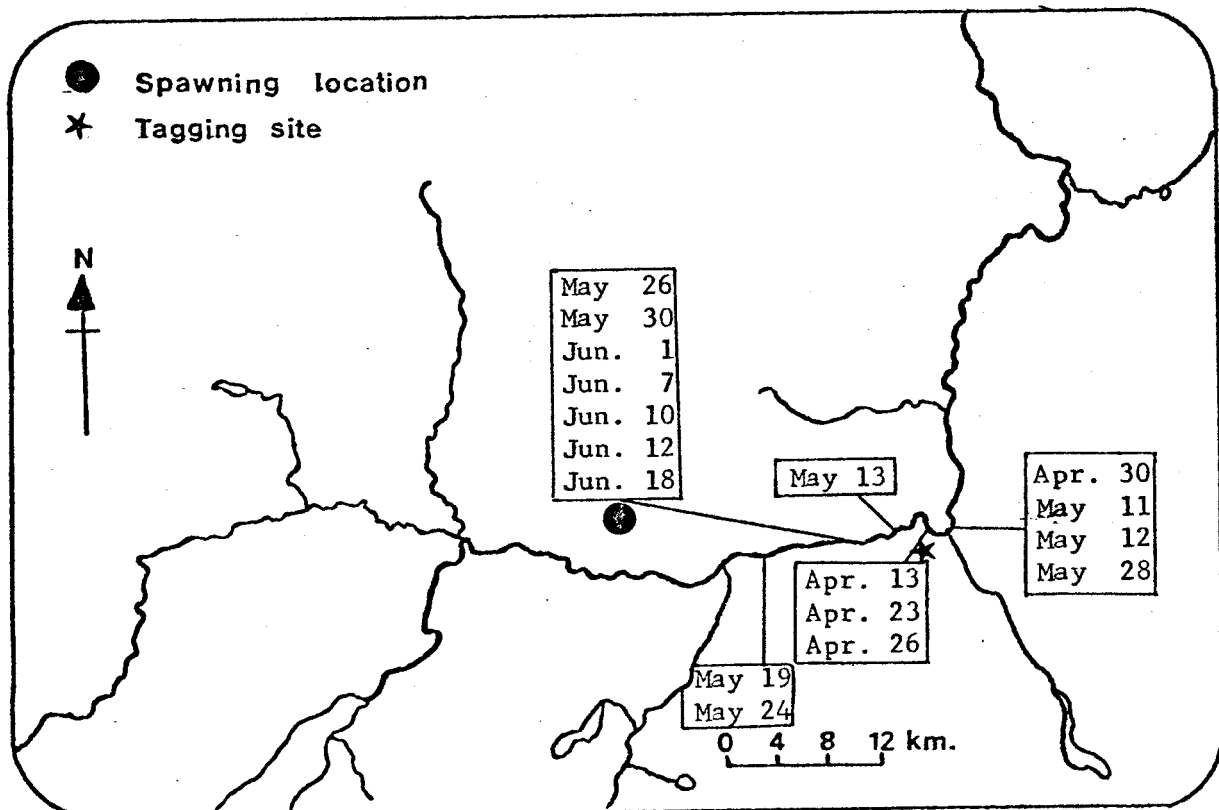 Spawning location
Tagging site
N
May 26
May 30
Jun. 1
Jun. 7
Jun. 10
Jun. 12
Jun. 18
May 13
Apr. 30
May 11
May 12
May 28
Apr. 13
Apr. 23
Apr. 26
May 19
May 24
0 4 8 12 km.